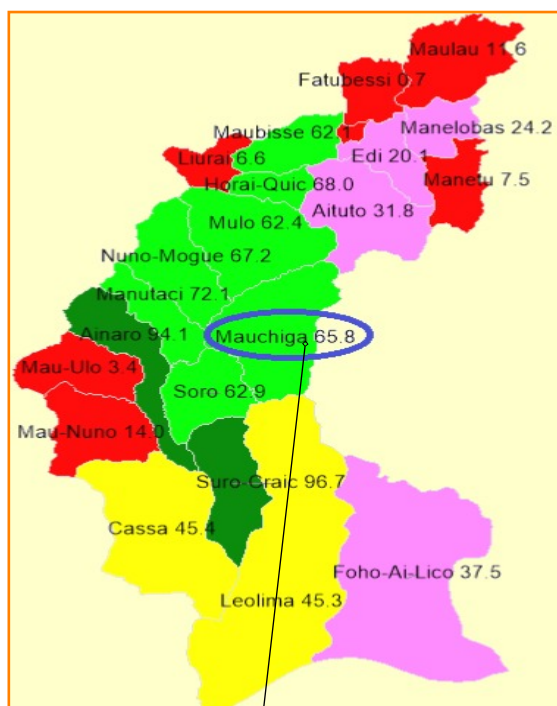 Maulau 11.6
Fatubessi 0.7
Maubisse 62.1
Manelobas 24.2
Edi 20.1
Liurai 6.6
Manetu 7.5
Horai-Quic 68.0
Aituto 31.8
Mulo 62.4
Nuno-Mogue 67.2
Manutaci 72.1
Ainaro 94.1
Mauchiga 65.8
Mau-Ulo 3.4
Soro 62.9
Mau-Nuno 14.0
Suro-Craic 96.7
Cassa 45.4
Foho-Ai-Lico 37.5
Leolima 45.3